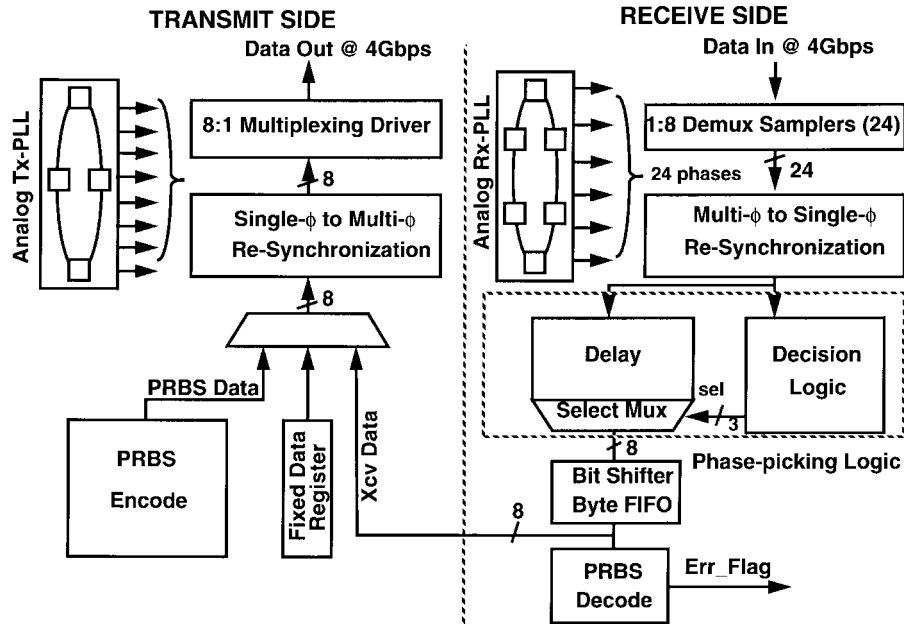 TRANSMIT SIDE
Data Out @ 4Gbps
Analog Tx-PLL
8:1 Multiplexing Driver
8
Single-ϕ to Multi-ϕ
Re-Synchronization
8
PRBS Data
PRBS
Encode
Fixed Data
Register
Xcv Data
8
RECEIVE SIDE
Data In @ 4Gbps
Analog Rx-PLL
1:8 Demux Samplers (24)
24 phases
24
Multi-ϕ to Single-ϕ
Re-Synchronization
Delay
Select Mux
sel
3
Decision
Logic
8
Phase-picking Logic
Bit Shifter
Byte FIFO
PRBS
Decode
Err_Flag